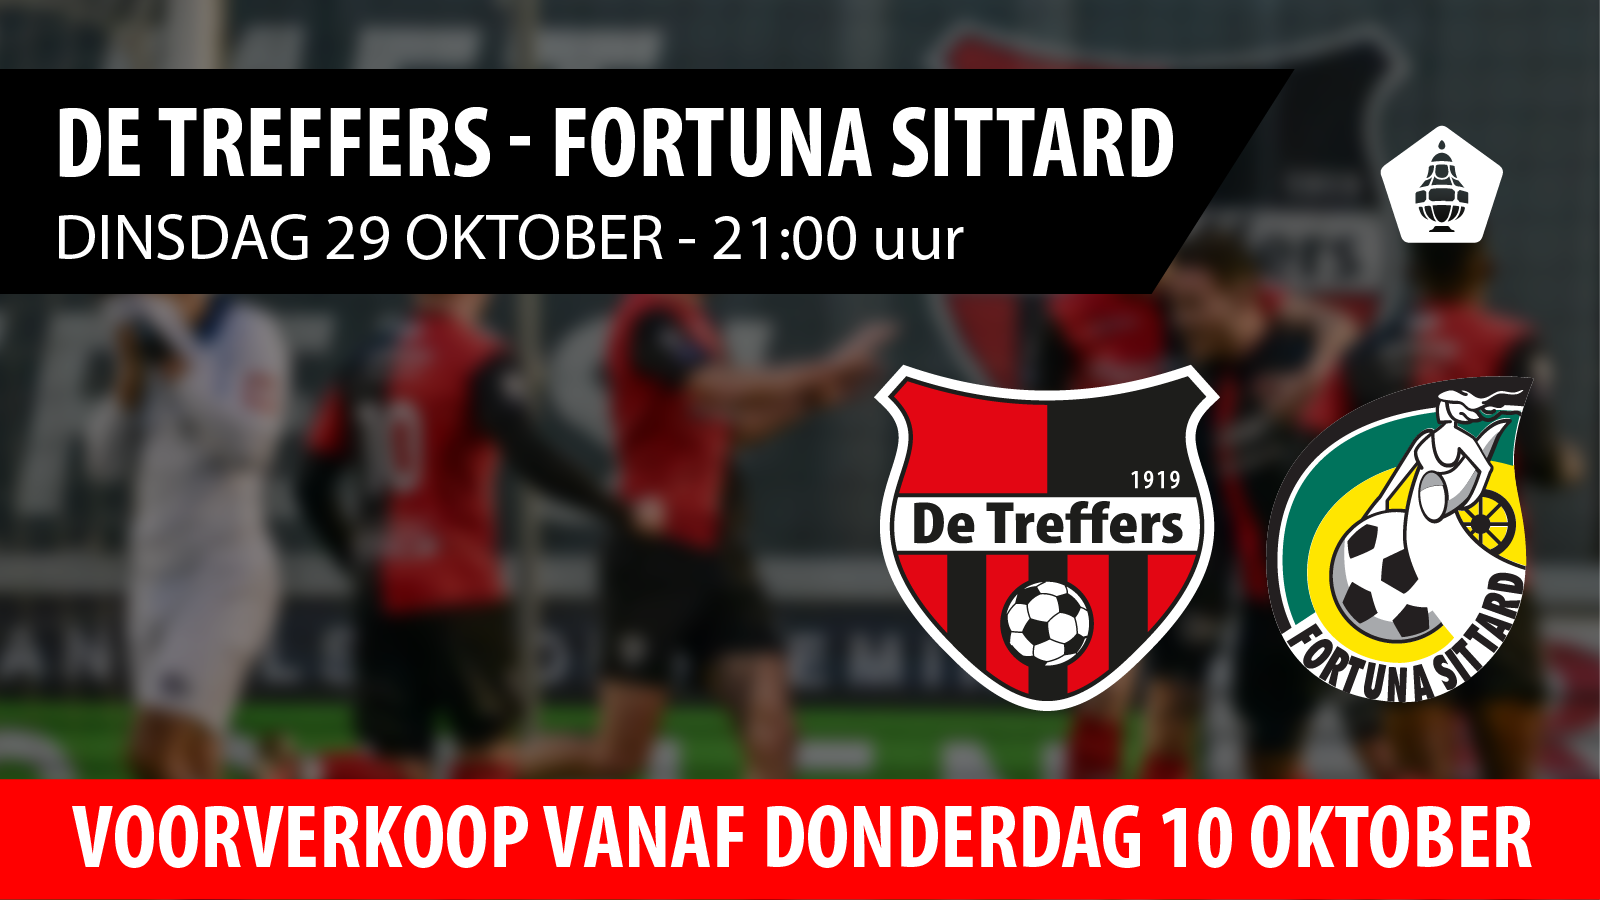 DE TREFFERS - FORTUNA SITTARD
DINSDAG 29 OKTOBER - 21:00 uur
1919
De Treffers
FORTUNA SITTARD
VOORVERKOOP VANAF DONDERDAG 10 OKTOBER